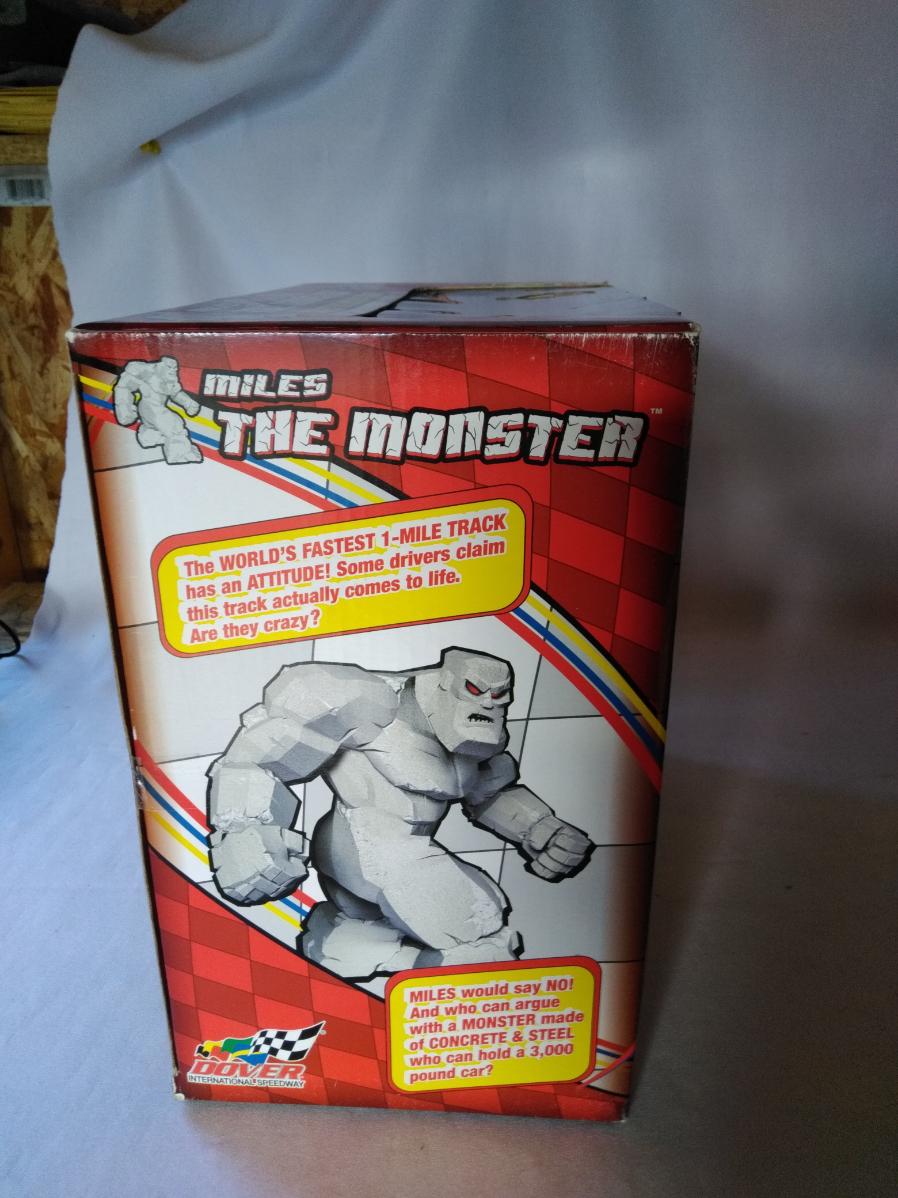 MILES
THE MONSTER™
The WORLD'S FASTEST 1-MILE TRACK
has an ATTITUDE! Some drivers claim
this track actually comes to life.
Are they crazy?
MILES would say NO!
And who can argue
with a MONSTER made
of CONCRETE & STEEL
who can hold a 3,000
pound car?
DOVER®
INTERNATIONAL SPEEDWAY